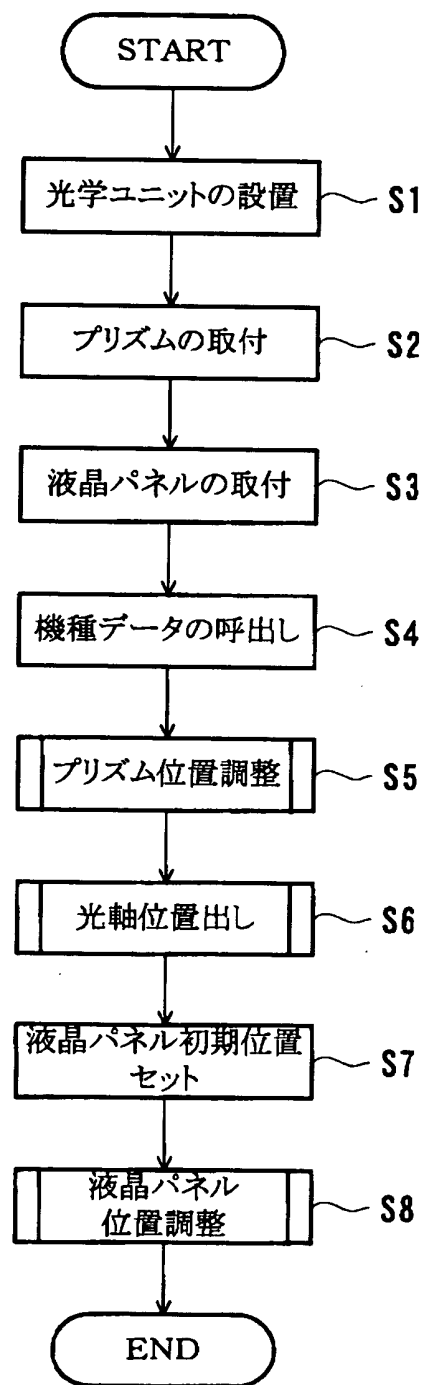 START
光学ユニットの設置 S1
プリズムの取付 S2
液晶パネルの取付 S3
機種データの呼出し S4
プリズム位置調整 S5
光軸位置出し S6
液晶パネル初期位置
セット S7
液晶パネル
位置調整 S8
END